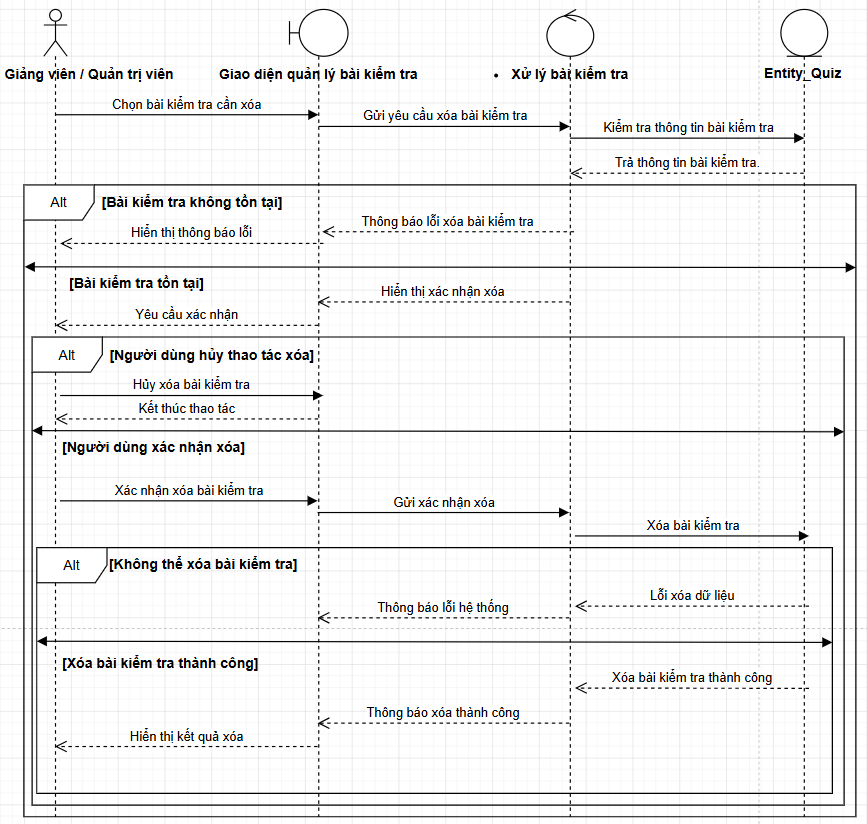 Giảng viên / Quản trị viên
Giao diện quản lý bài kiểm tra
• Xử lý bài kiểm tra
Entity_Quiz
Chọn bài kiểm tra cần xóa
Gửi yêu cầu xóa bài kiểm tra
Kiểm tra thông tin bài kiểm tra
Trả thông tin bài kiểm tra.
Alt
[Bài kiểm tra không tồn tại]
Thông báo lỗi xóa bài kiểm tra
Hiển thị thông báo lỗi
[Bài kiểm tra tồn tại]
Hiển thị xác nhận xóa
Yêu cầu xác nhận
Alt
[Người dùng hủy thao tác xóa]
Hủy xóa bài kiểm tra
Kết thúc thao tác
[Người dùng xác nhận xóa]
Xác nhận xóa bài kiểm tra
Gửi xác nhận xóa
Xóa bài kiểm tra
Alt
[Không thể xóa bài kiểm tra]
Lỗi xóa dữ liệu
Thông báo lỗi hệ thống
[Xóa bài kiểm tra thành công]
Xóa bài kiểm tra thành công
Thông báo xóa thành công
Hiển thị kết quả xóa